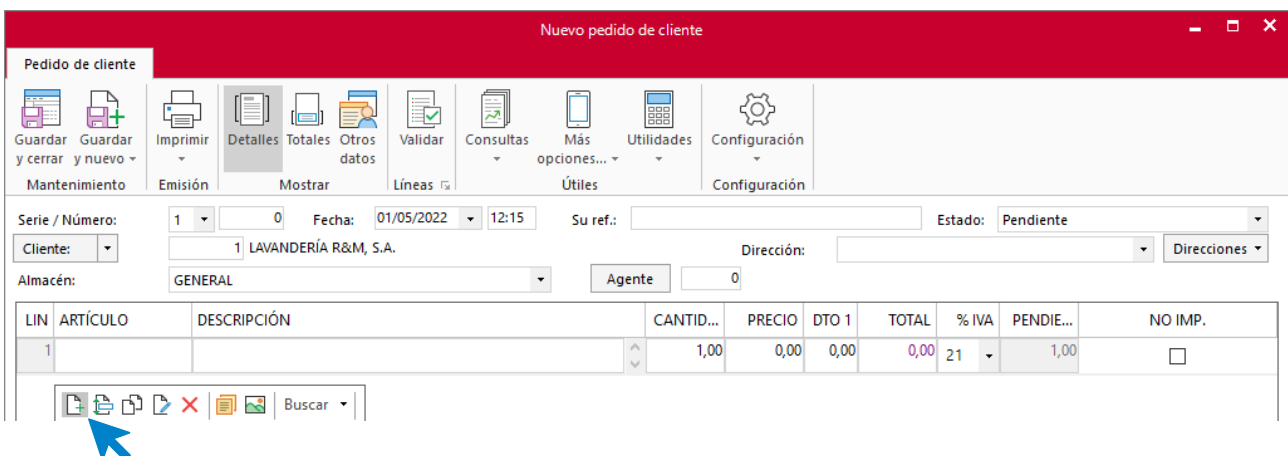 Nuevo pedido de cliente
Pedido de cliente
Guardar y cerrar
Guardar y nuevo
Imprimir
Detalles
Totales
Otros datos
Validar
Consultas
Más opciones...
Utilidades
Configuración
Mantenimiento
Emisión
Mostrar
Líneas
Útiles
Configuración
Serie / Número: 1 0 Fecha: 01/05/2022 12:15 Su ref.: Estado: Pendiente
Cliente: 1 LAVANDERÍA R&M, S.A. Dirección: Direcciones
Almacén: GENERAL Agente 0
LIN ARTÍCULO DESCRIPCIÓN CANTID... PRECIO DTO 1 TOTAL % IVA PENDIE... NO IMP.
1 1,00 0,00 0,00 0,00 21 1,00
Buscar